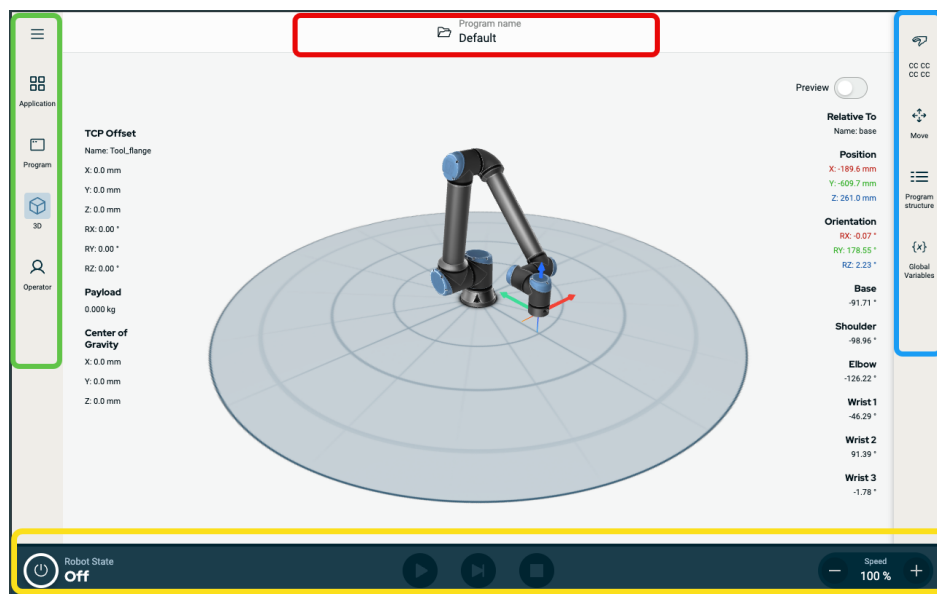 Program name
Default
Application
Program
3D
Operator
TCP Offset
Name: Tool_flange
X: 0.0 mm
Y: 0.0 mm
Z: 0.0 mm
RX: 0.00 °
RY: 0.00 °
RZ: 0.00 °
Payload
0.000 kg
Center of
Gravity
X: 0.0 mm
Y: 0.0 mm
Z: 0.0 mm
Preview
Relative To
Name: base
Position
X: -189.6 mm
Y: -609.7 mm
Z: 261.0 mm
Orientation
RX: -0.07 °
RY: 178.55 °
RZ: 2.23 °
Base
-91.71 °
Shoulder
-98.96 °
Elbow
-126.22 °
Wrist 1
-46.29 °
Wrist 2
91.39 °
Wrist 3
-1.78 °
CC CC
CC CC
Move
Program
structure
{x}
Global
Variables
Robot State
Off
Speed
100 %